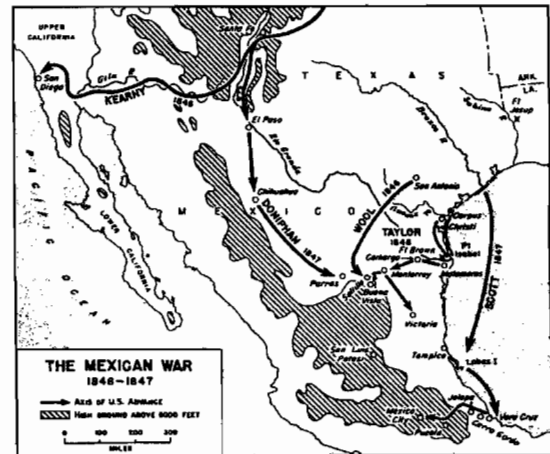 UPPER
CALIFORNIA
Santa Fe
San
Diego
Gila R.
KEARNY
1846
TEXAS
ARK.
LA.
Ft
Jesup
Sabine R
Brazos R
El Paso
Rio Grande
PACIFIC OCEAN
LOWER
CALIFORNIA
MEXICO
Chihuahua
DONIPHAN 1847
WOOL 1846
San Antonio
Nueces R
TAYLOR
1846
Corpus
Christi
Ft Brown
Pt
Isabel
Camargo
Matamoros
Monterrey
Parras
Saltillo
Buena
Vista
Victoria
SCOTT 1847
San Luis
Potosi
Tampico
Lobos I
Mexico
City
Puebla
Jalapa
Vera Cruz
Cerro Gordo
THE MEXICAN WAR
1846-1847
AXIS OF U.S. ADVANCE
HIGH GROUND ABOVE 6000 FEET
0 100 200 300
MILES